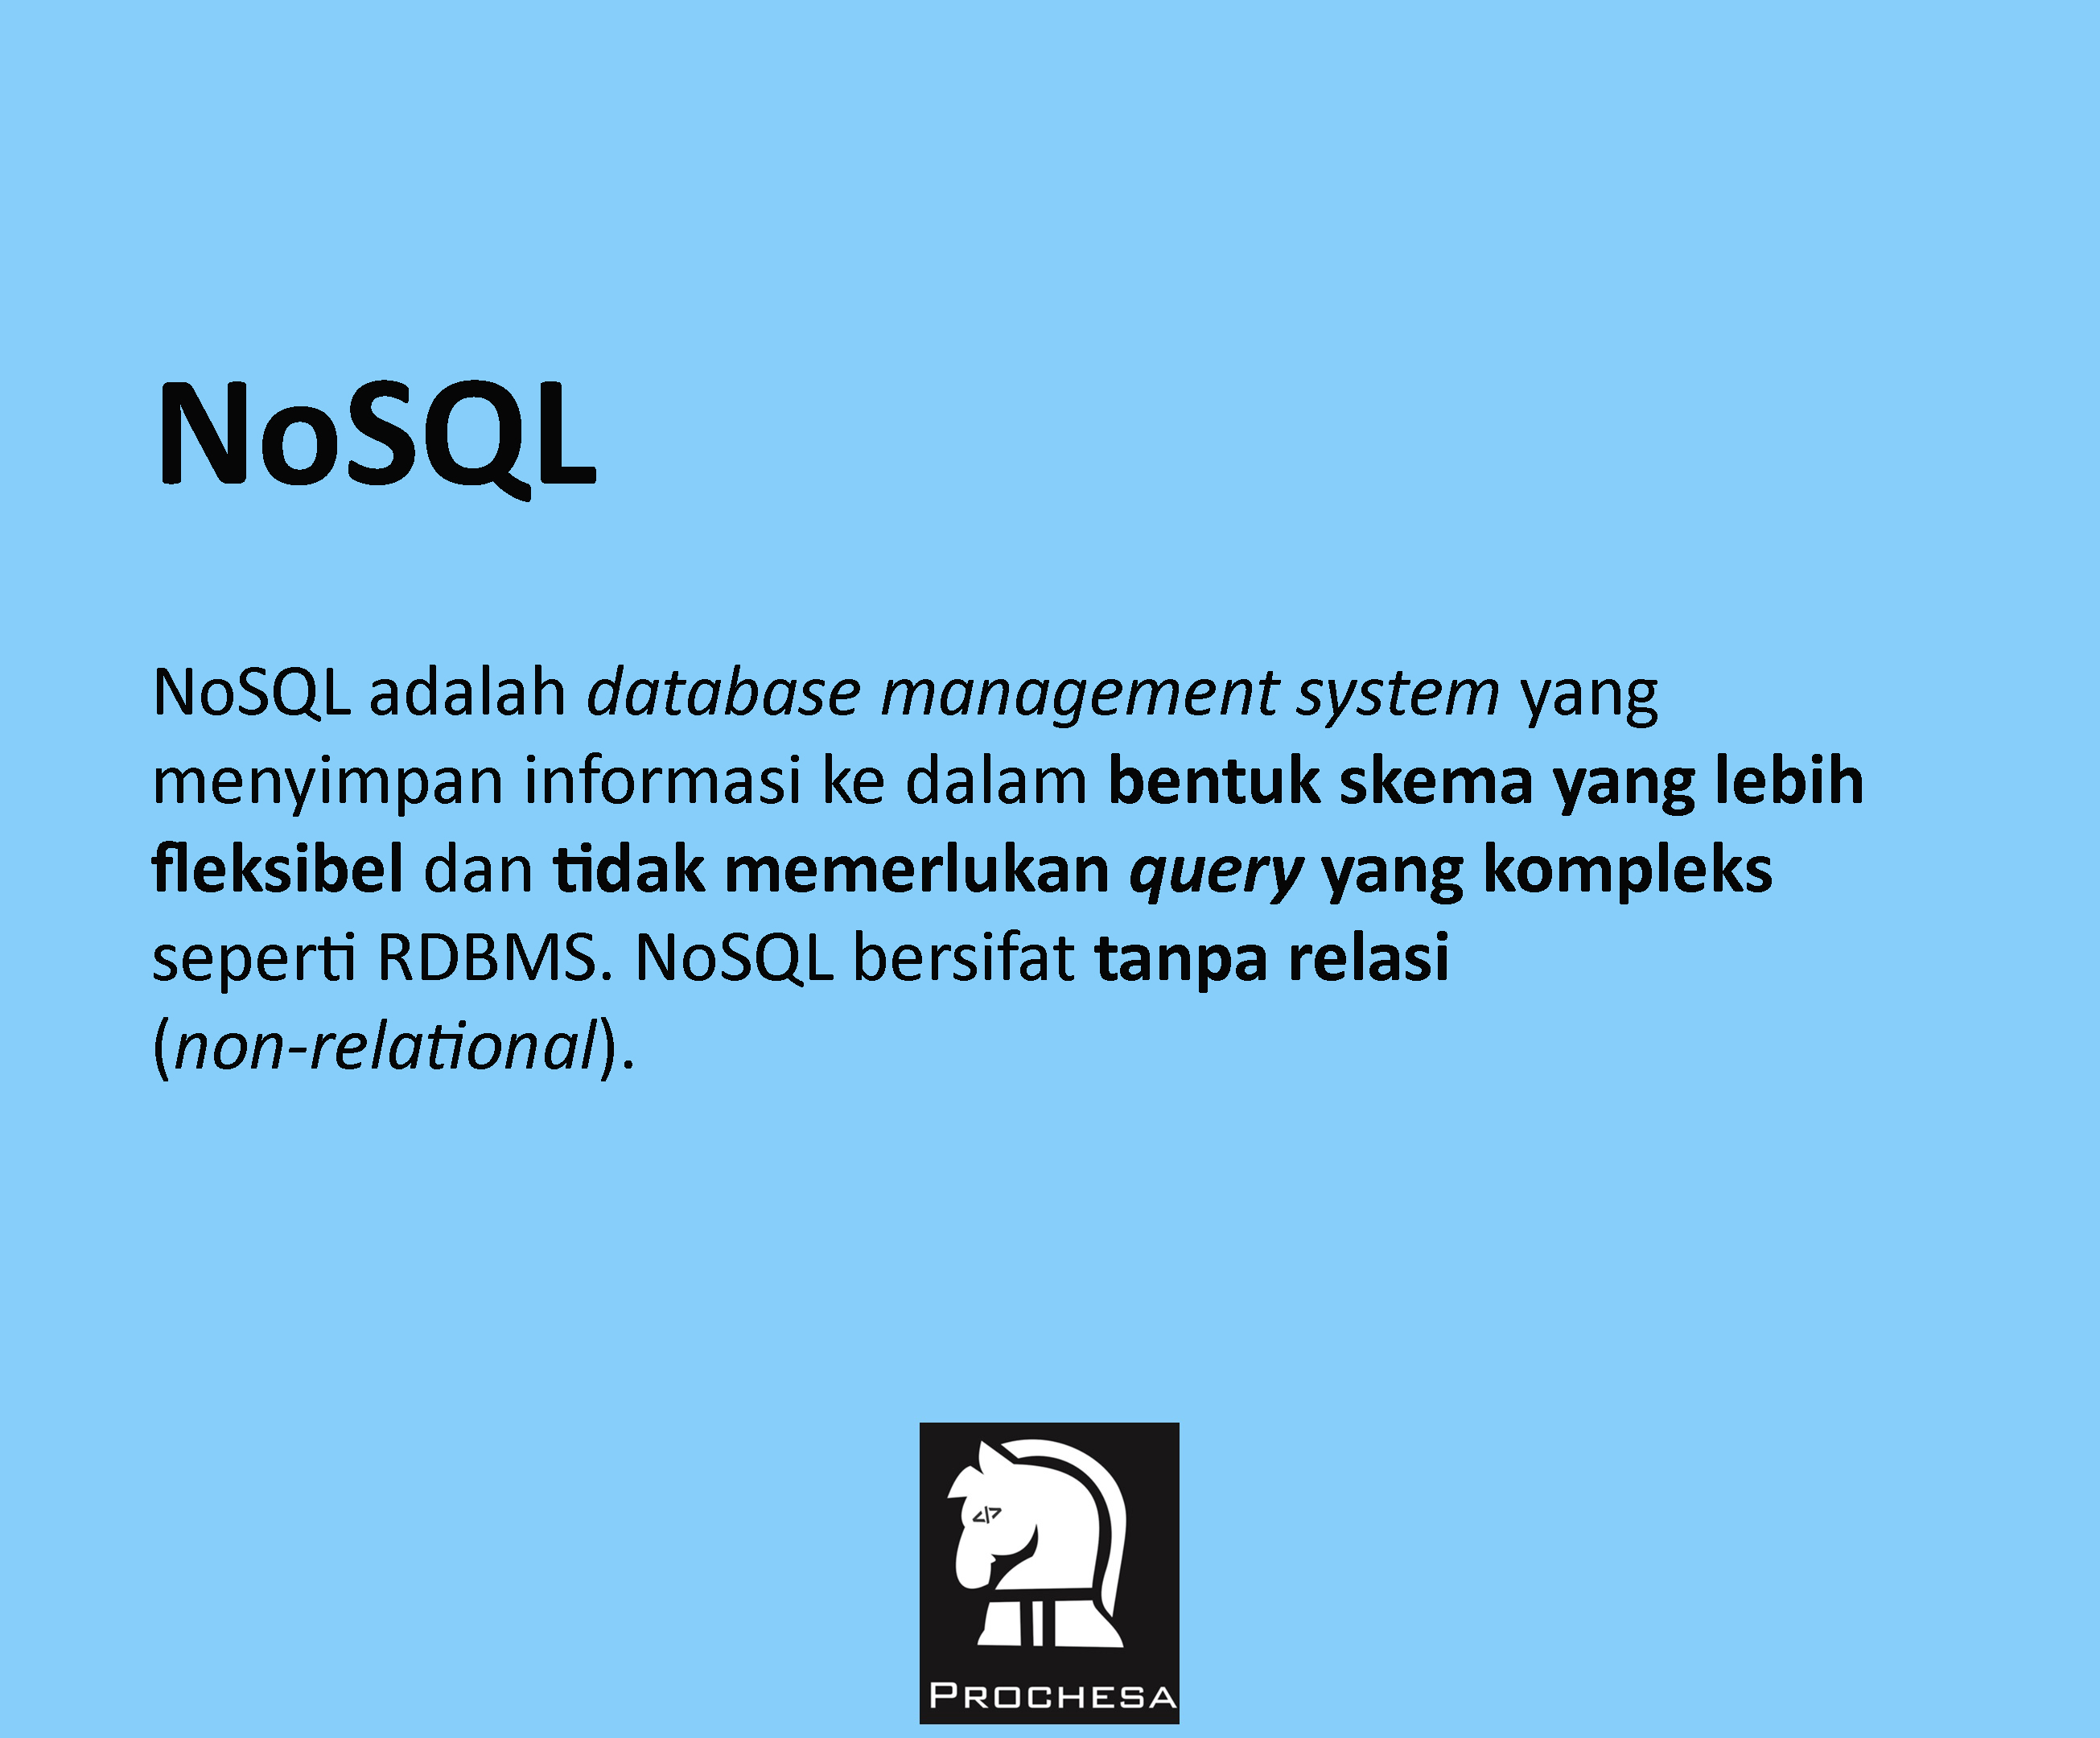 NoSQL
NoSQL adalah database management system yang
menyimpan informasi ke dalam bentuk skema yang lebih
fleksibel dan tidak memerlukan query yang kompleks
seperti RDBMS. NoSQL bersifat tanpa relasi
(non-relational).
</>
PROCHESA